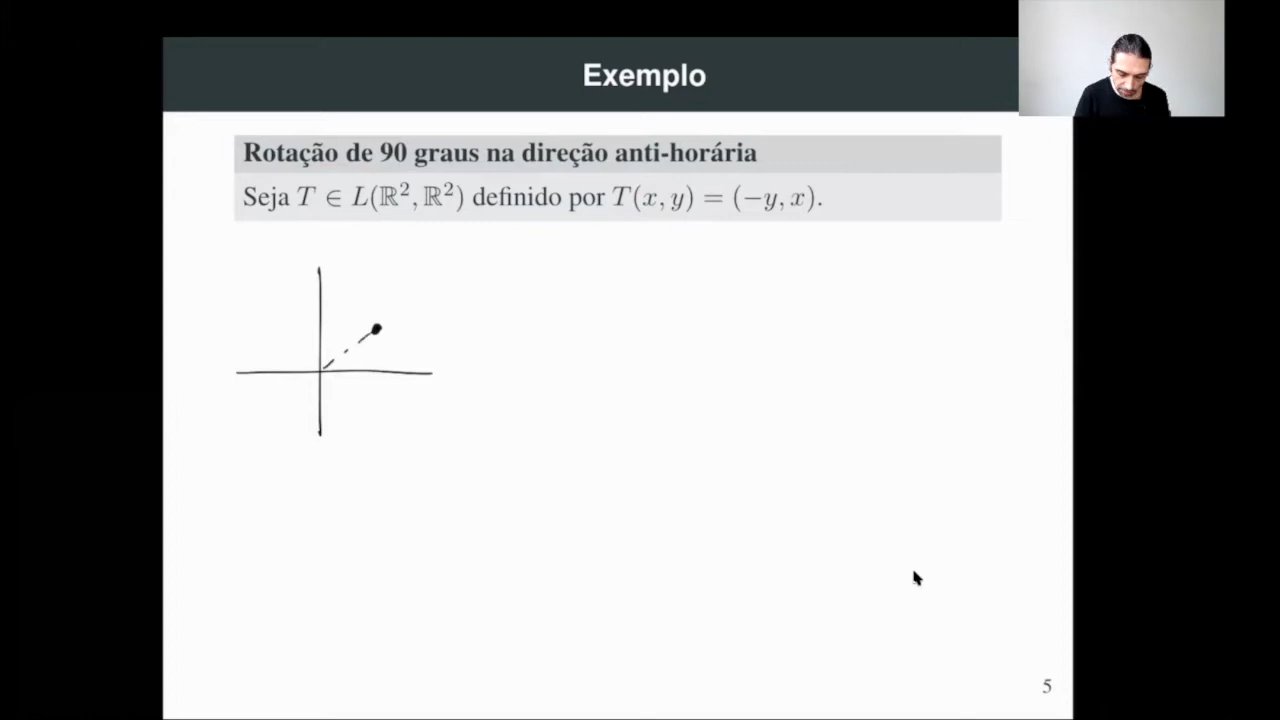 Exemplo
Rotação de 90 graus na direção anti-horária
Seja T ∈ L(ℝ², ℝ²) definido por T(x, y) = (−y, x).
5